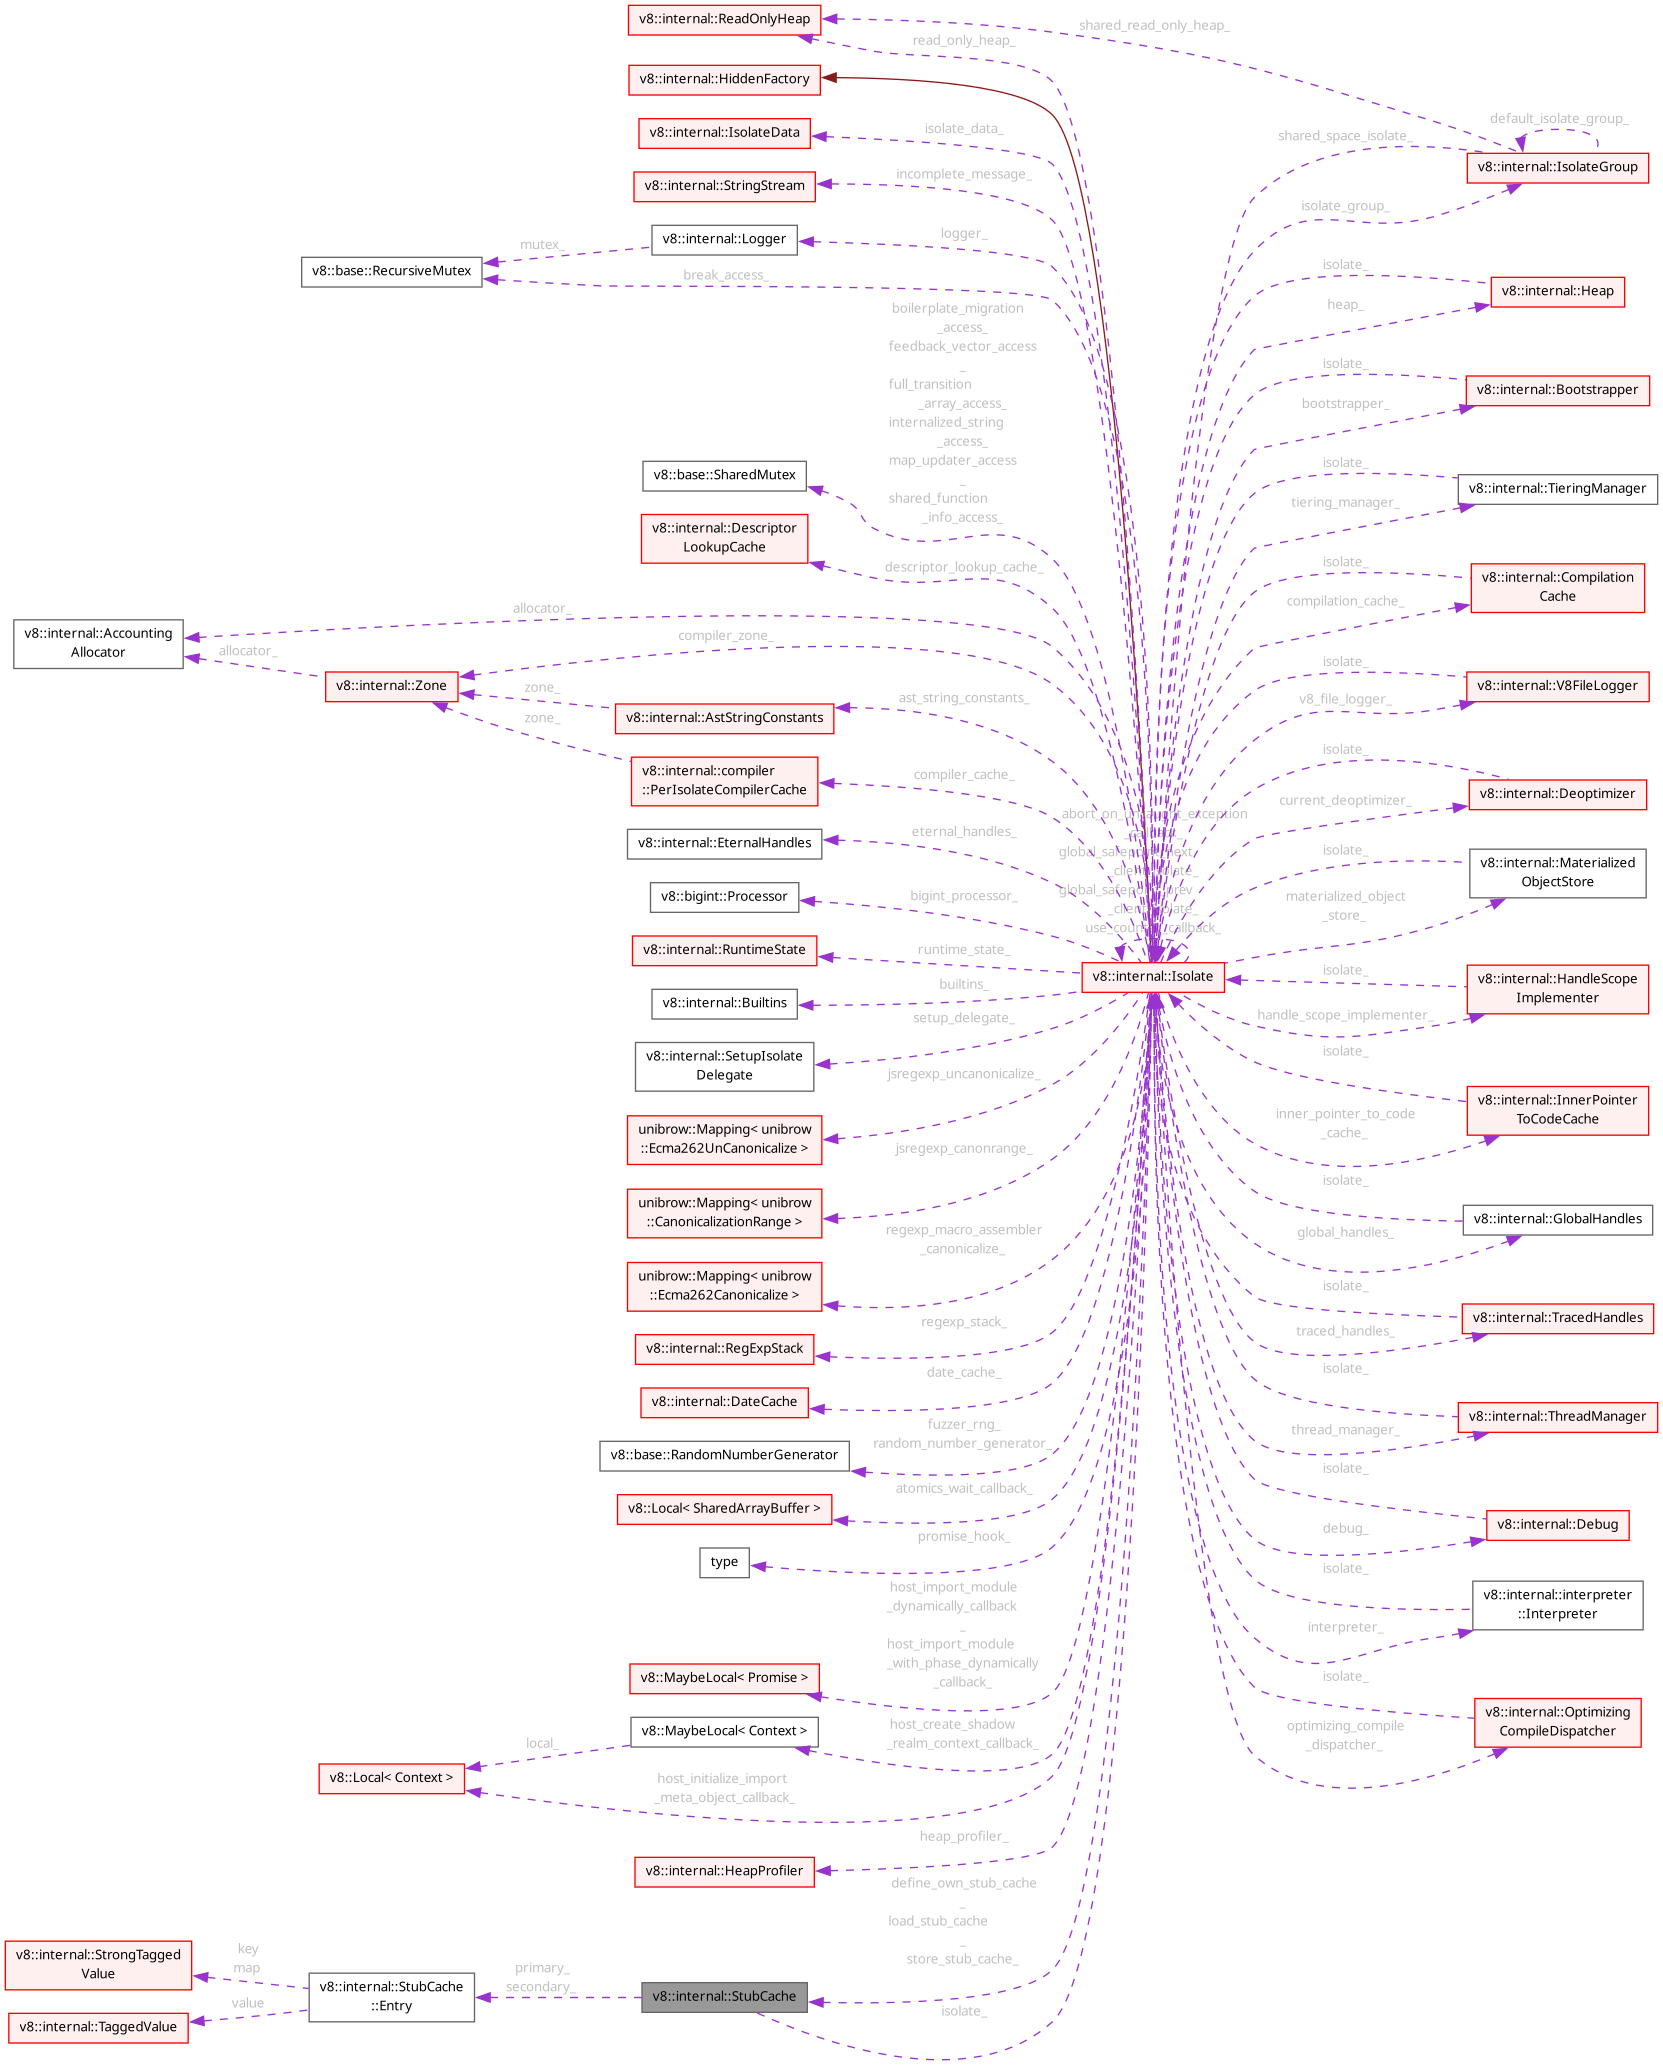 v8::internal::ReadOnlyHeap
shared_read_only_heap_
read_only_heap_
v8::internal::HiddenFactory
default_isolate_group_
v8::internal::IsolateData
isolate_data_
shared_space_isolate_
v8::internal::IsolateGroup
v8::internal::StringStream
incomplete_message_
isolate_group_
v8::internal::Logger
logger_
mutex_
v8::base::RecursiveMutex
break_access_
isolate_
v8::internal::Heap
heap_
boilerplate_migration
_access_
feedback_vector_access
_
full_transition
_array_access_
internalized_string
_access_
map_updater_access
_
shared_function
_info_access_
isolate_
v8::internal::Bootstrapper
bootstrapper_
v8::base::SharedMutex
isolate_
v8::internal::TieringManager
tiering_manager_
v8::internal::Descriptor
LookupCache
descriptor_lookup_cache_
isolate_
v8::internal::Compilation
Cache
compilation_cache_
allocator_
v8::internal::Accounting
Allocator
allocator_
compiler_zone_
v8::internal::Zone
zone_
zone_
v8::internal::AstStringConstants
ast_string_constants_
isolate_
v8::internal::V8FileLogger
v8_file_logger_
v8::internal::compiler
::PerIsolateCompilerCache
compiler_cache_
isolate_
v8::internal::Deoptimizer
current_deoptimizer_
abort_on_uncaught_exception
_callback_
global_safepoint_next
_client_isolate_
global_safepoint_prev
_client_isolate_
use_counter_callback_
v8::internal::EternalHandles
eternal_handles_
isolate_
v8::internal::Materialized
ObjectStore
materialized_object
_store_
v8::bigint::Processor
bigint_processor_
v8::internal::RuntimeState
runtime_state_
v8::internal::Isolate
isolate_
v8::internal::HandleScope
Implementer
handle_scope_implementer_
v8::internal::Builtins
builtins_
v8::internal::SetupIsolate
Delegate
setup_delegate_
isolate_
v8::internal::InnerPointer
ToCodeCache
inner_pointer_to_code
_cache_
jsregexp_uncanonicalize_
unibrow::Mapping< unibrow
::Ecma262UnCanonicalize >
jsregexp_canonrange_
unibrow::Mapping< unibrow
::CanonicalizationRange >
isolate_
v8::internal::GlobalHandles
global_handles_
regexp_macro_assembler
_canonicalize_
unibrow::Mapping< unibrow
::Ecma262Canonicalize >
isolate_
v8::internal::TracedHandles
traced_handles_
regexp_stack_
v8::internal::RegExpStack
date_cache_
v8::internal::DateCache
isolate_
v8::internal::ThreadManager
thread_manager_
fuzzer_rng_
random_number_generator_
v8::base::RandomNumberGenerator
atomics_wait_callback_
v8::Local< SharedArrayBuffer >
isolate_
v8::internal::Debug
debug_
promise_hook_
type
isolate_
v8::internal::interpreter
::Interpreter
interpreter_
host_import_module
_dynamically_callback
_
host_import_module
_with_phase_dynamically
_callback_
v8::MaybeLocal< Promise >
isolate_
v8::internal::Optimizing
CompileDispatcher
optimizing_compile
_dispatcher_
host_create_shadow
_realm_context_callback_
v8::MaybeLocal< Context >
local_
v8::Local< Context >
host_initialize_import
_meta_object_callback_
heap_profiler_
v8::internal::HeapProfiler
define_own_stub_cache
_
load_stub_cache
_
store_stub_cache_
v8::internal::StrongTagged
Value
key
map
v8::internal::StubCache
::Entry
primary_
secondary_
v8::internal::StubCache
value
v8::internal::TaggedValue
isolate_